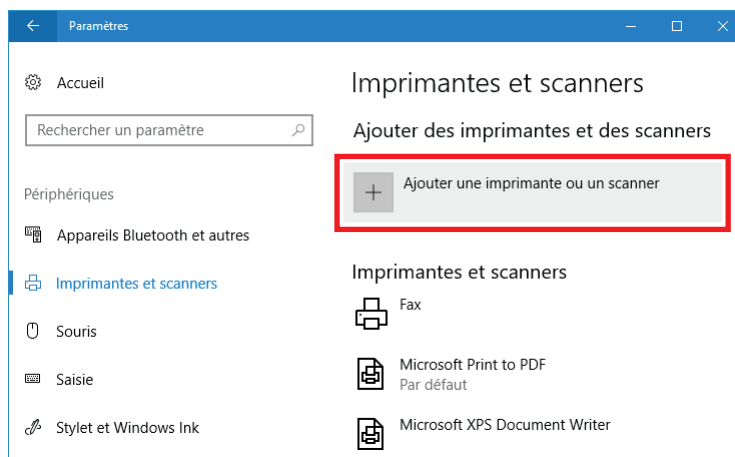 Paramètres
Accueil
Rechercher un paramètre
Périphériques
Appareils Bluetooth et autres
Imprimantes et scanners
Souris
Saisie
Stylet et Windows Ink
Imprimantes et scanners
Ajouter des imprimantes et des scanners
Ajouter une imprimante ou un scanner
Imprimantes et scanners
Fax
Microsoft Print to PDF
Par défaut
Microsoft XPS Document Writer